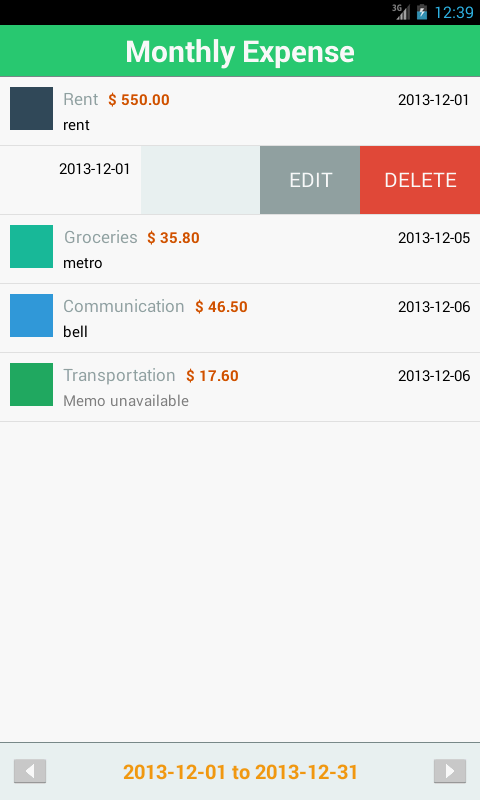 3G 12:39
Monthly Expense
Rent $ 550.00 2013-12-01
rent
2013-12-01 EDIT DELETE
Groceries $ 35.80 2013-12-05
metro
Communication $ 46.50 2013-12-06
bell
Transportation $ 17.60 2013-12-06
Memo unavailable
2013-12-01 to 2013-12-31